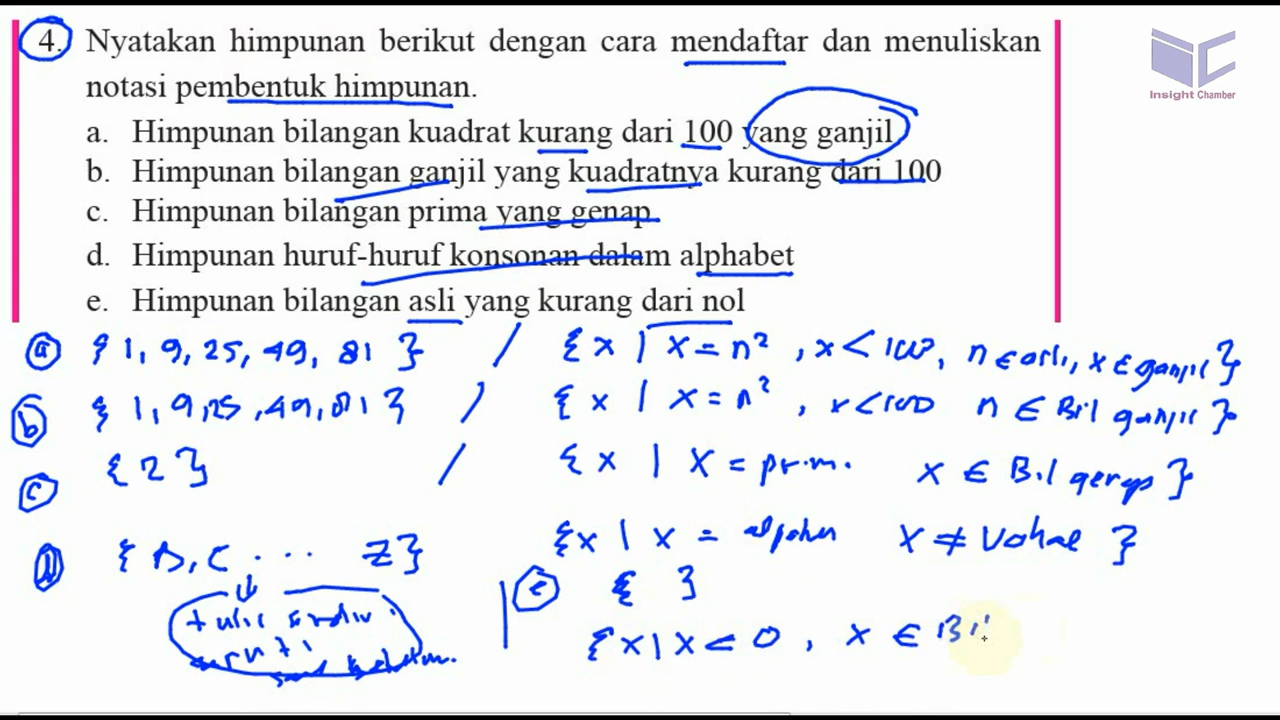 4. Nyatakan himpunan berikut dengan cara mendaftar dan menuliskan
notasi pembentuk himpunan.
a. Himpunan bilangan kuadrat kurang dari 100 yang ganjil
b. Himpunan bilangan ganjil yang kuadratnya kurang dari 100
c. Himpunan bilangan prima yang genap
d. Himpunan huruf-huruf konsonan dalam alphabet
e. Himpunan bilangan asli yang kurang dari nol
Insight Chamber
a { 1, 9, 25, 49, 81 } / { x | x = n², x < 100, n ∈ asli, x ∈ ganjil }
b { 1, 9, 25, 49, 81 } / { x | x = n², x < 100 n ∈ Bil ganjil }
c { 2 } / { x | x = prim. x ∈ Bil }
d { B, C ... Z } { x | x = x ≠ Vokal }
tulis
e { }
{ x | x < 0, x ∈ Bil